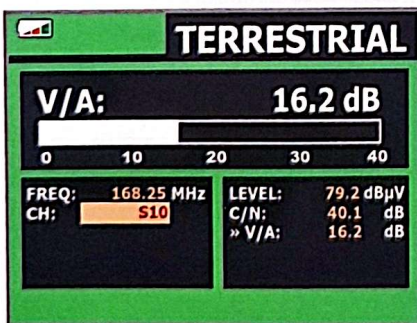 TERRESTRIAL
V/A: 16,2 dB
0 10 20 30 40
FREQ: 168.25 MHz
CH: S10
LEVEL: 79.2 dBµV
C/N: 40.1 dB
» V/A: 16.2 dB